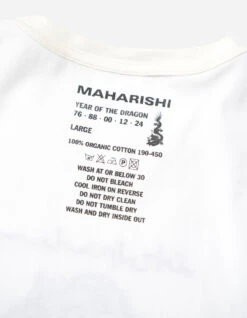 MAHARISHI
YEAR OF THE DRAGON
76 - 88 - 00 - 12 - 24
LARGE
100% ORGANIC COTTON 190-450
WASH AT OR BELOW 30
DO NOT BLEACH
COOL IRON ON REVERSE
DO NOT DRY CLEAN
DO NOT TUMBLE DRY
WASH AND DRY INSIDE OUT